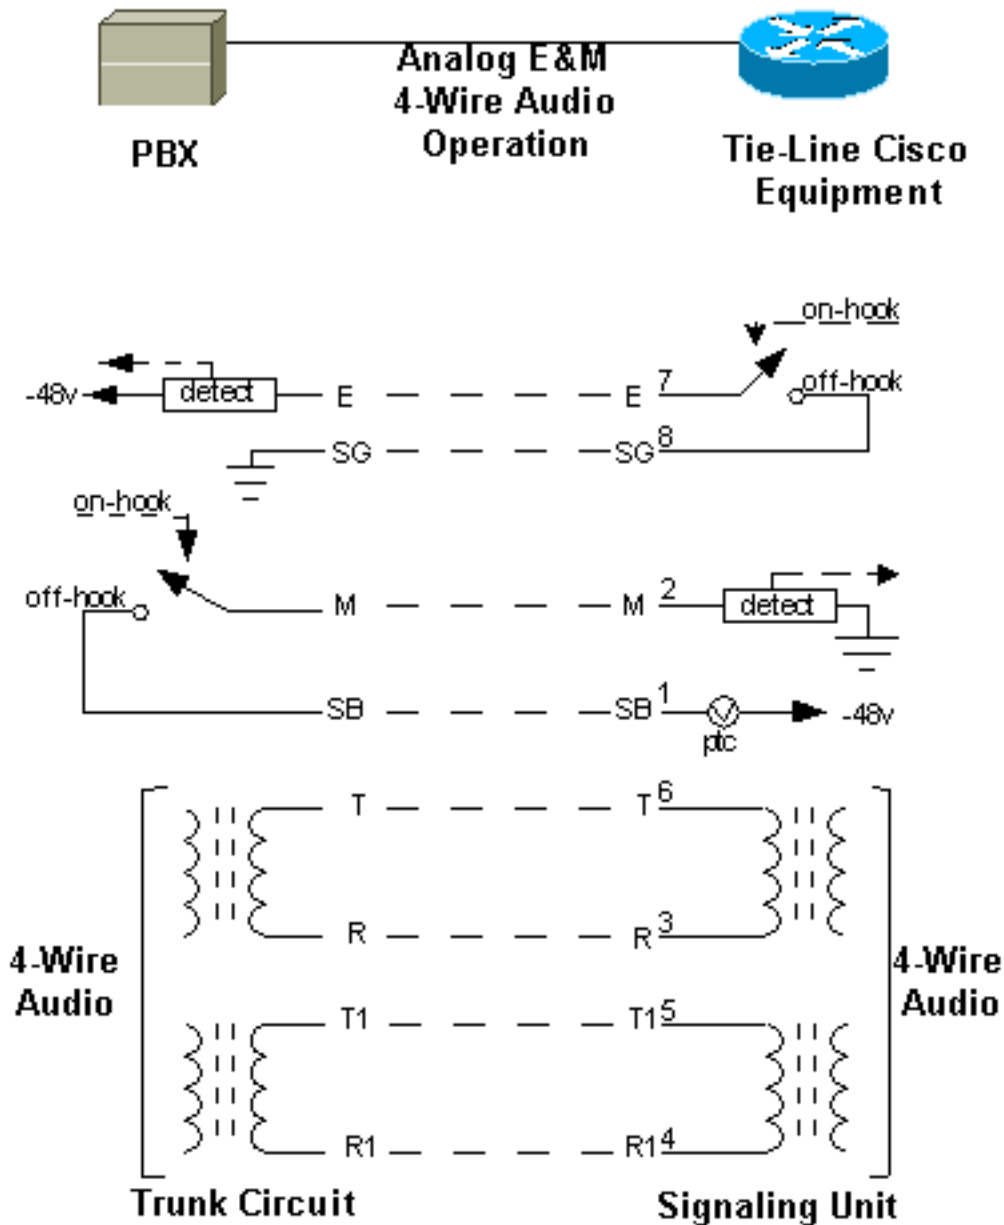 Analog E&M
4-Wire Audio
Operation
PBX
Tie-Line Cisco
Equipment
on-hook
-48v
detect
E
E
7
off-hook
SG
SG
8
on-hook
off-hook
M
M
2
detect
SB
SB
1
ptc
-48v
T
T
6
R
R
3
4-Wire
Audio
4-Wire
Audio
T1
T1
5
R1
R1
4
Trunk Circuit
Signaling Unit